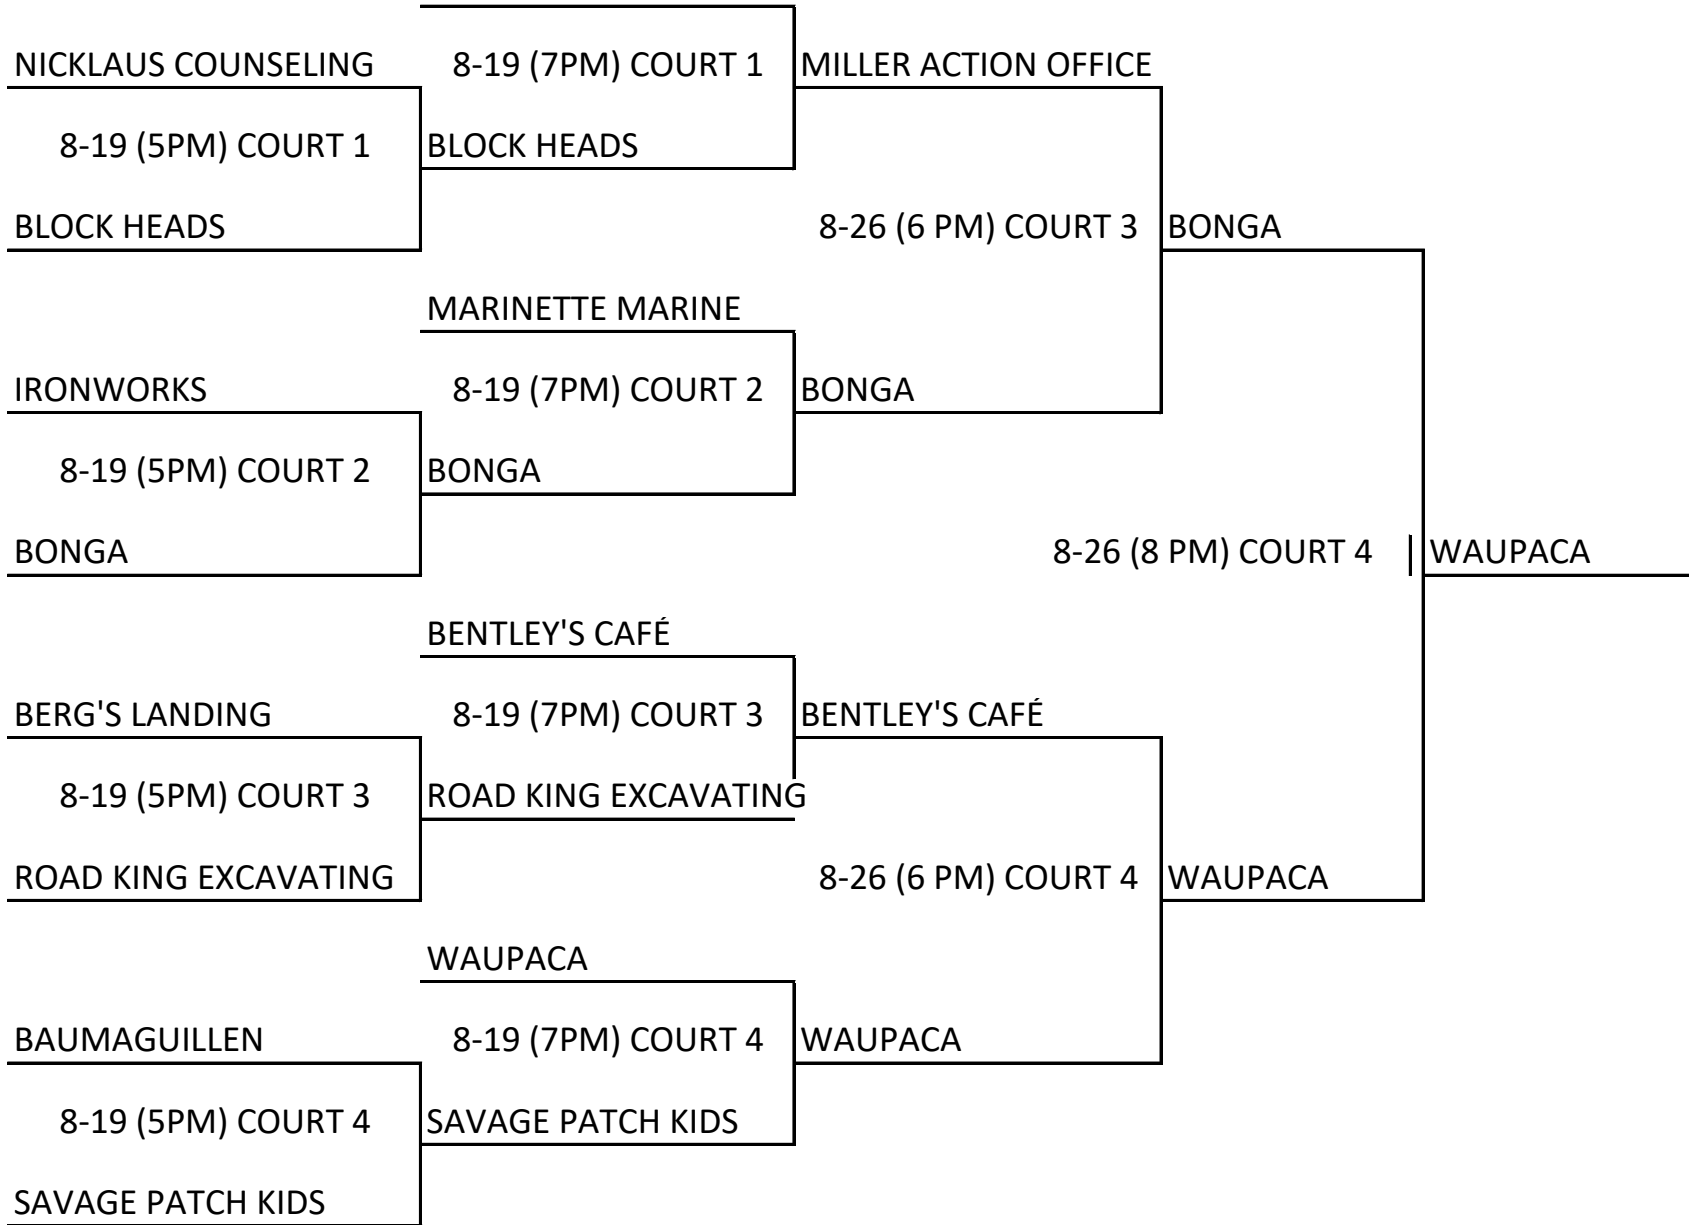 NICKLAUS COUNSELING 8-19 (7PM) COURT 1 MILLER ACTION OFFICE
8-19 (5PM) COURT 1 BLOCK HEADS
BLOCK HEADS 8-26 (6 PM) COURT 3 BONGA
MARINETTE MARINE
IRONWORKS 8-19 (7PM) COURT 2 BONGA
8-19 (5PM) COURT 2 BONGA
BONGA 8-26 (8 PM) COURT 4 WAUPACA
BENTLEY'S CAFÉ
BERG'S LANDING 8-19 (7PM) COURT 3 BENTLEY'S CAFÉ
8-19 (5PM) COURT 3 ROAD KING EXCAVATING
ROAD KING EXCAVATING 8-26 (6 PM) COURT 4 WAUPACA
WAUPACA
BAUMAGUILLEN 8-19 (7PM) COURT 4 WAUPACA
8-19 (5PM) COURT 4 SAVAGE PATCH KIDS
SAVAGE PATCH KIDS